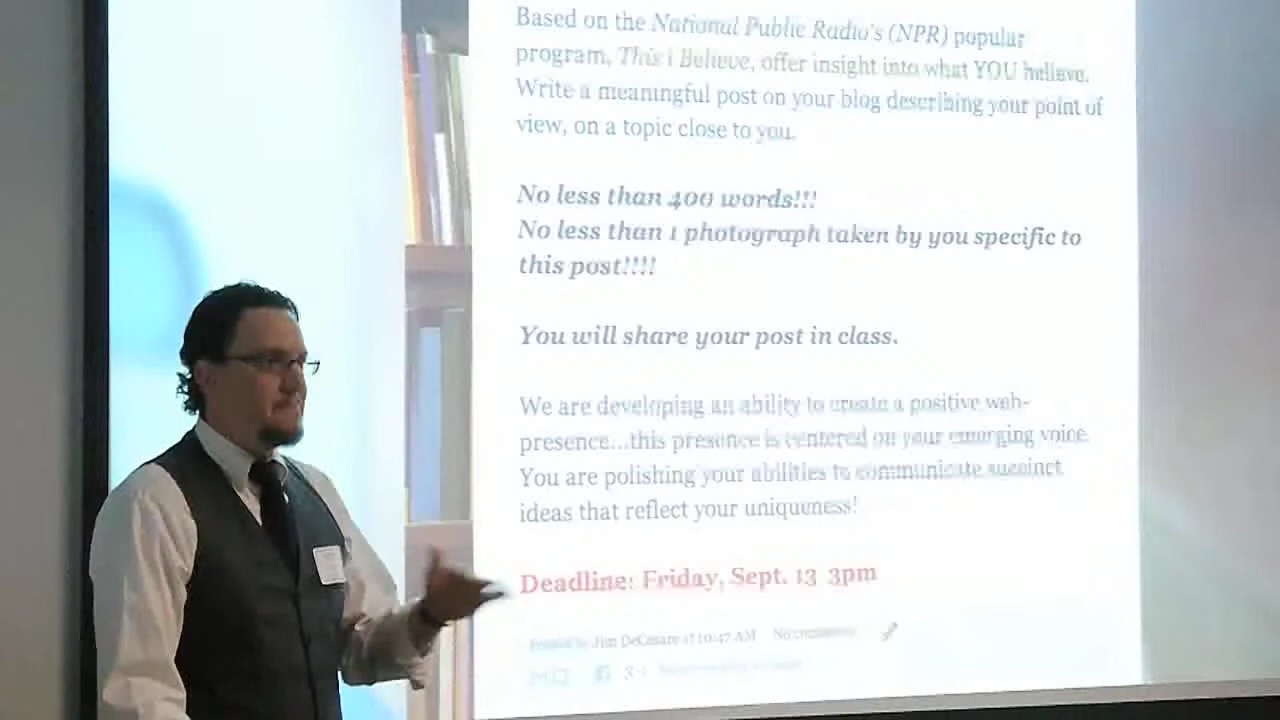 Based on the National Public Radio's (NPR) popular
program, This I Believe, offer insight into what YOU believe.
Write a meaningful post on your blog describing your point of
view, on a topic close to you.
No less than 400 words!!!
No less than 1 photograph taken by you specific to
this post!!!!
You will share your post in class.
We are developing an ability to create a positive web-
presence...this presence is centered on your emerging voice.
You are polishing your abilities to communicate succinct
ideas that reflect your uniqueness!
Deadline: Friday, Sept. 13 3pm
Posted by Jim DeCesare at 10:47 AM No comments: